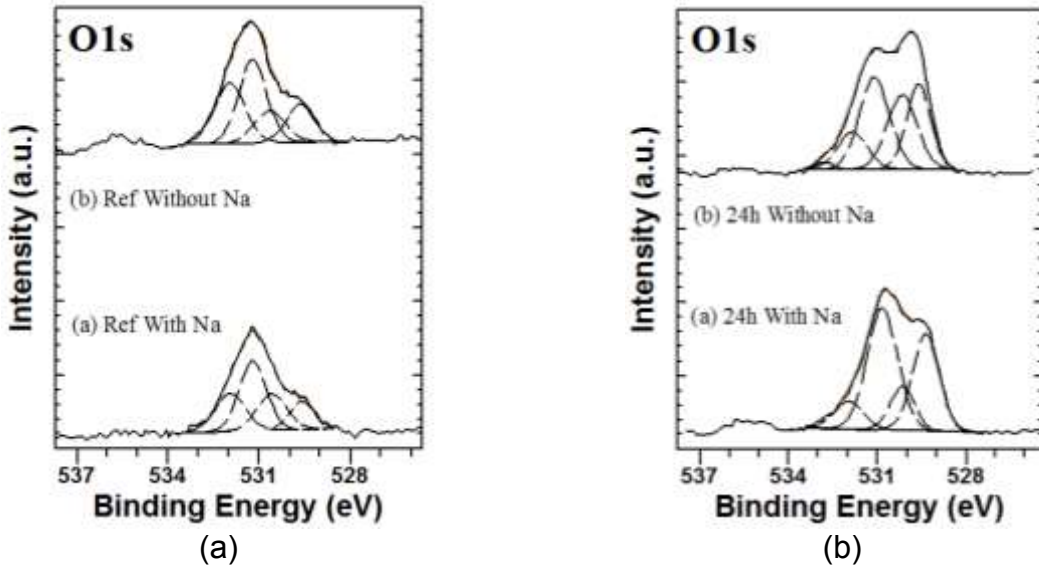 O1s
Intensity (a.u.)
(b) Ref Without Na
(a) Ref With Na
537 534 531 528
Binding Energy (eV)
(a)
O1s
Intensity (a.u.)
(b) 24h Without Na
(a) 24h With Na
537 534 531 528
Binding Energy (eV)
(b)